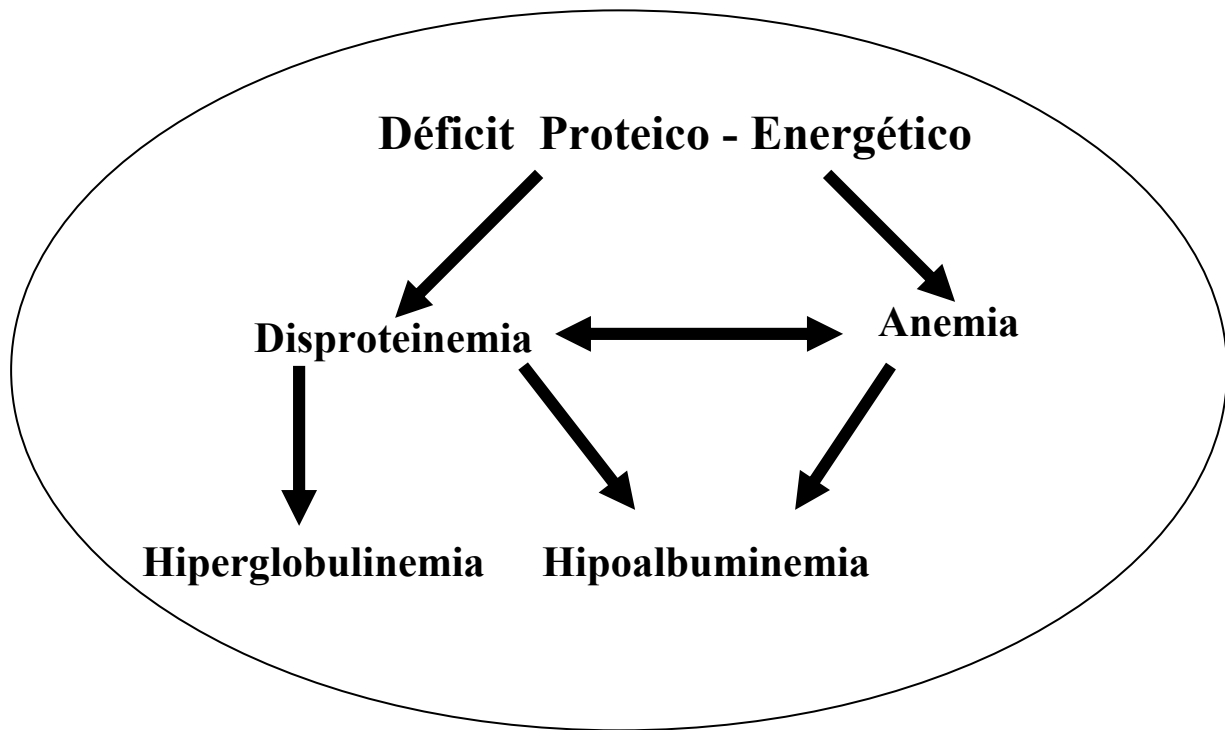 Déficit Proteico - Energético
Disproteinemia
Anemia
Hiperglobulinemia
Hipoalbuminemia